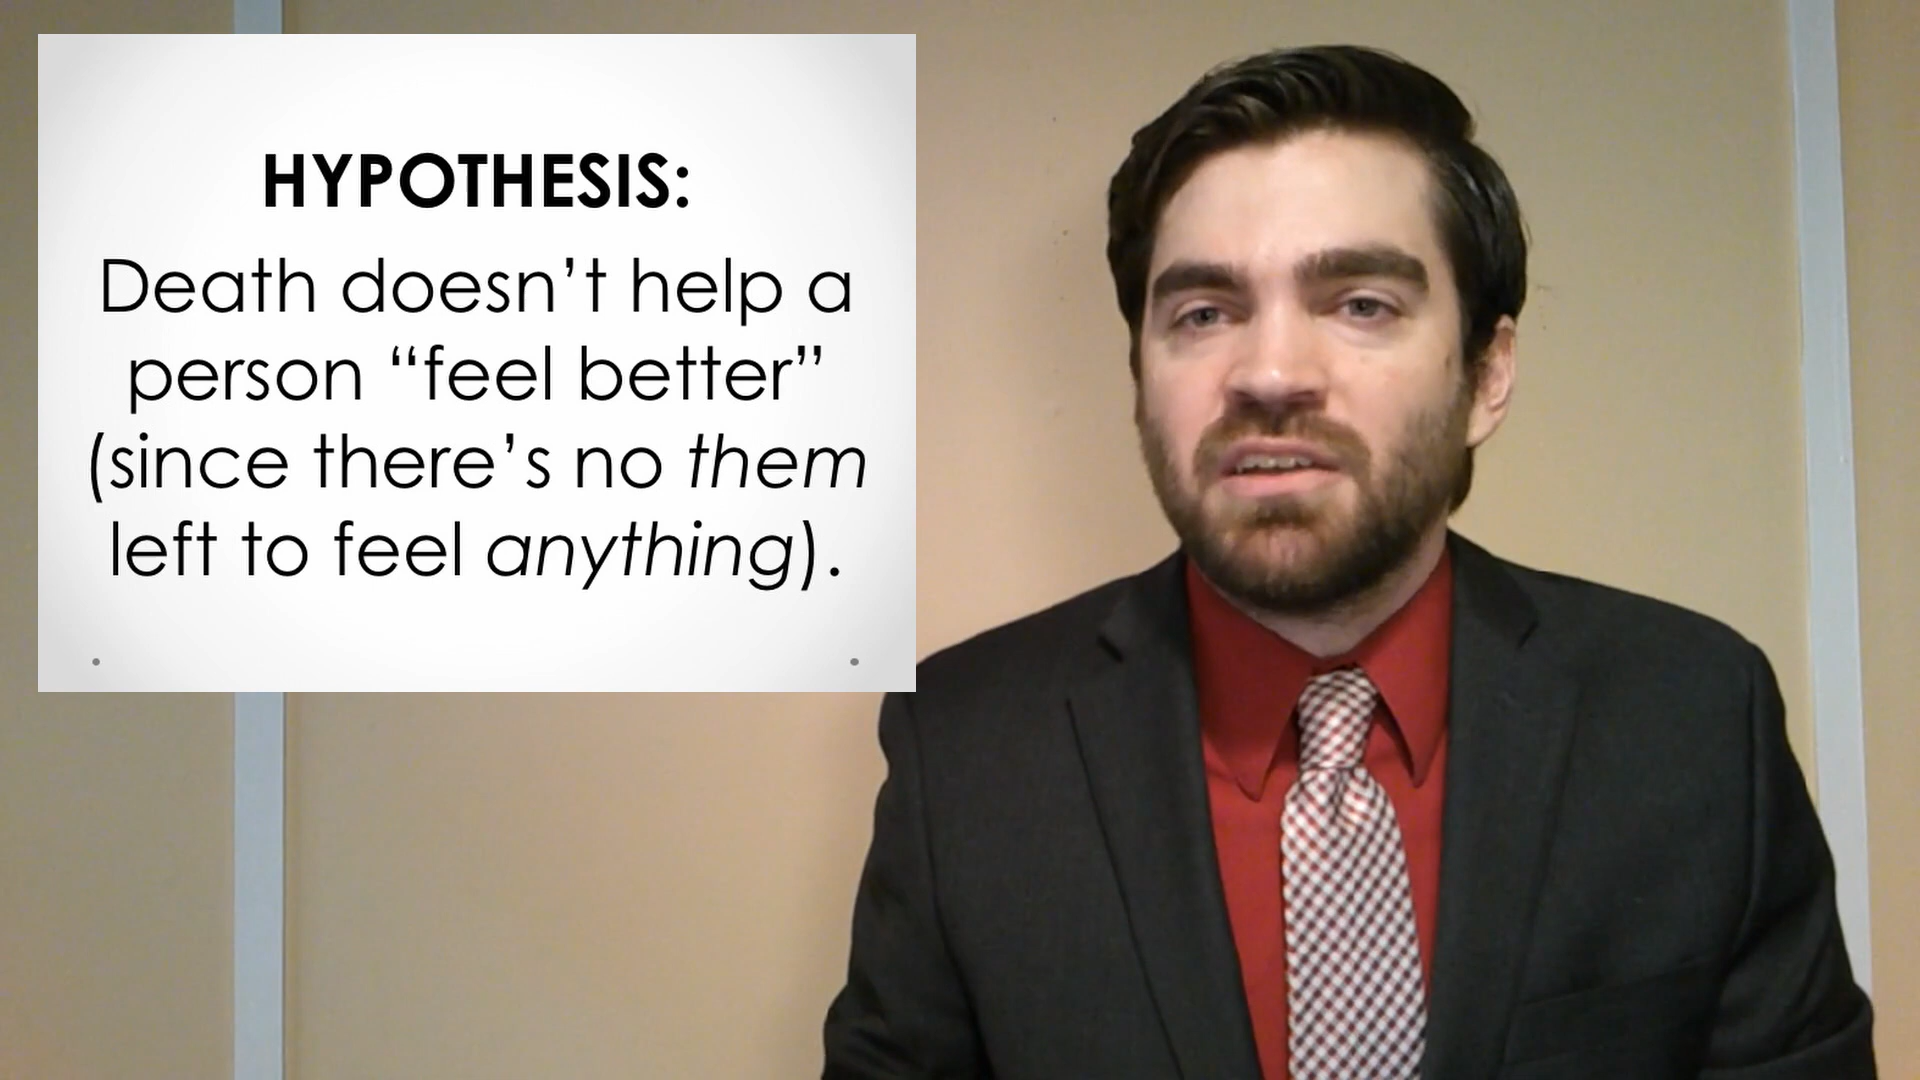 HYPOTHESIS:
Death doesn’t help a
person “feel better”
(since there’s no them
left to feel anything).